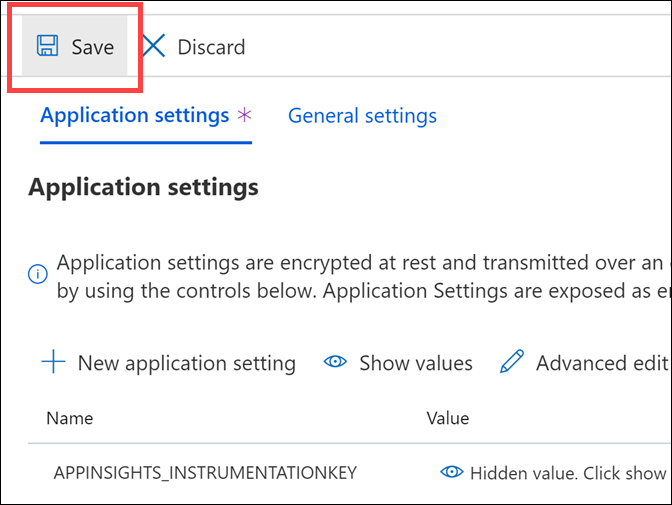 Save Discard
Application settings * General settings
Application settings
Application settings are encrypted at rest and transmitted over an
by using the controls below. Application Settings are exposed as
New application setting Show values Advanced edit
Name Value
APPINSIGHTS_INSTRUMENTATIONKEY Hidden value. Click show